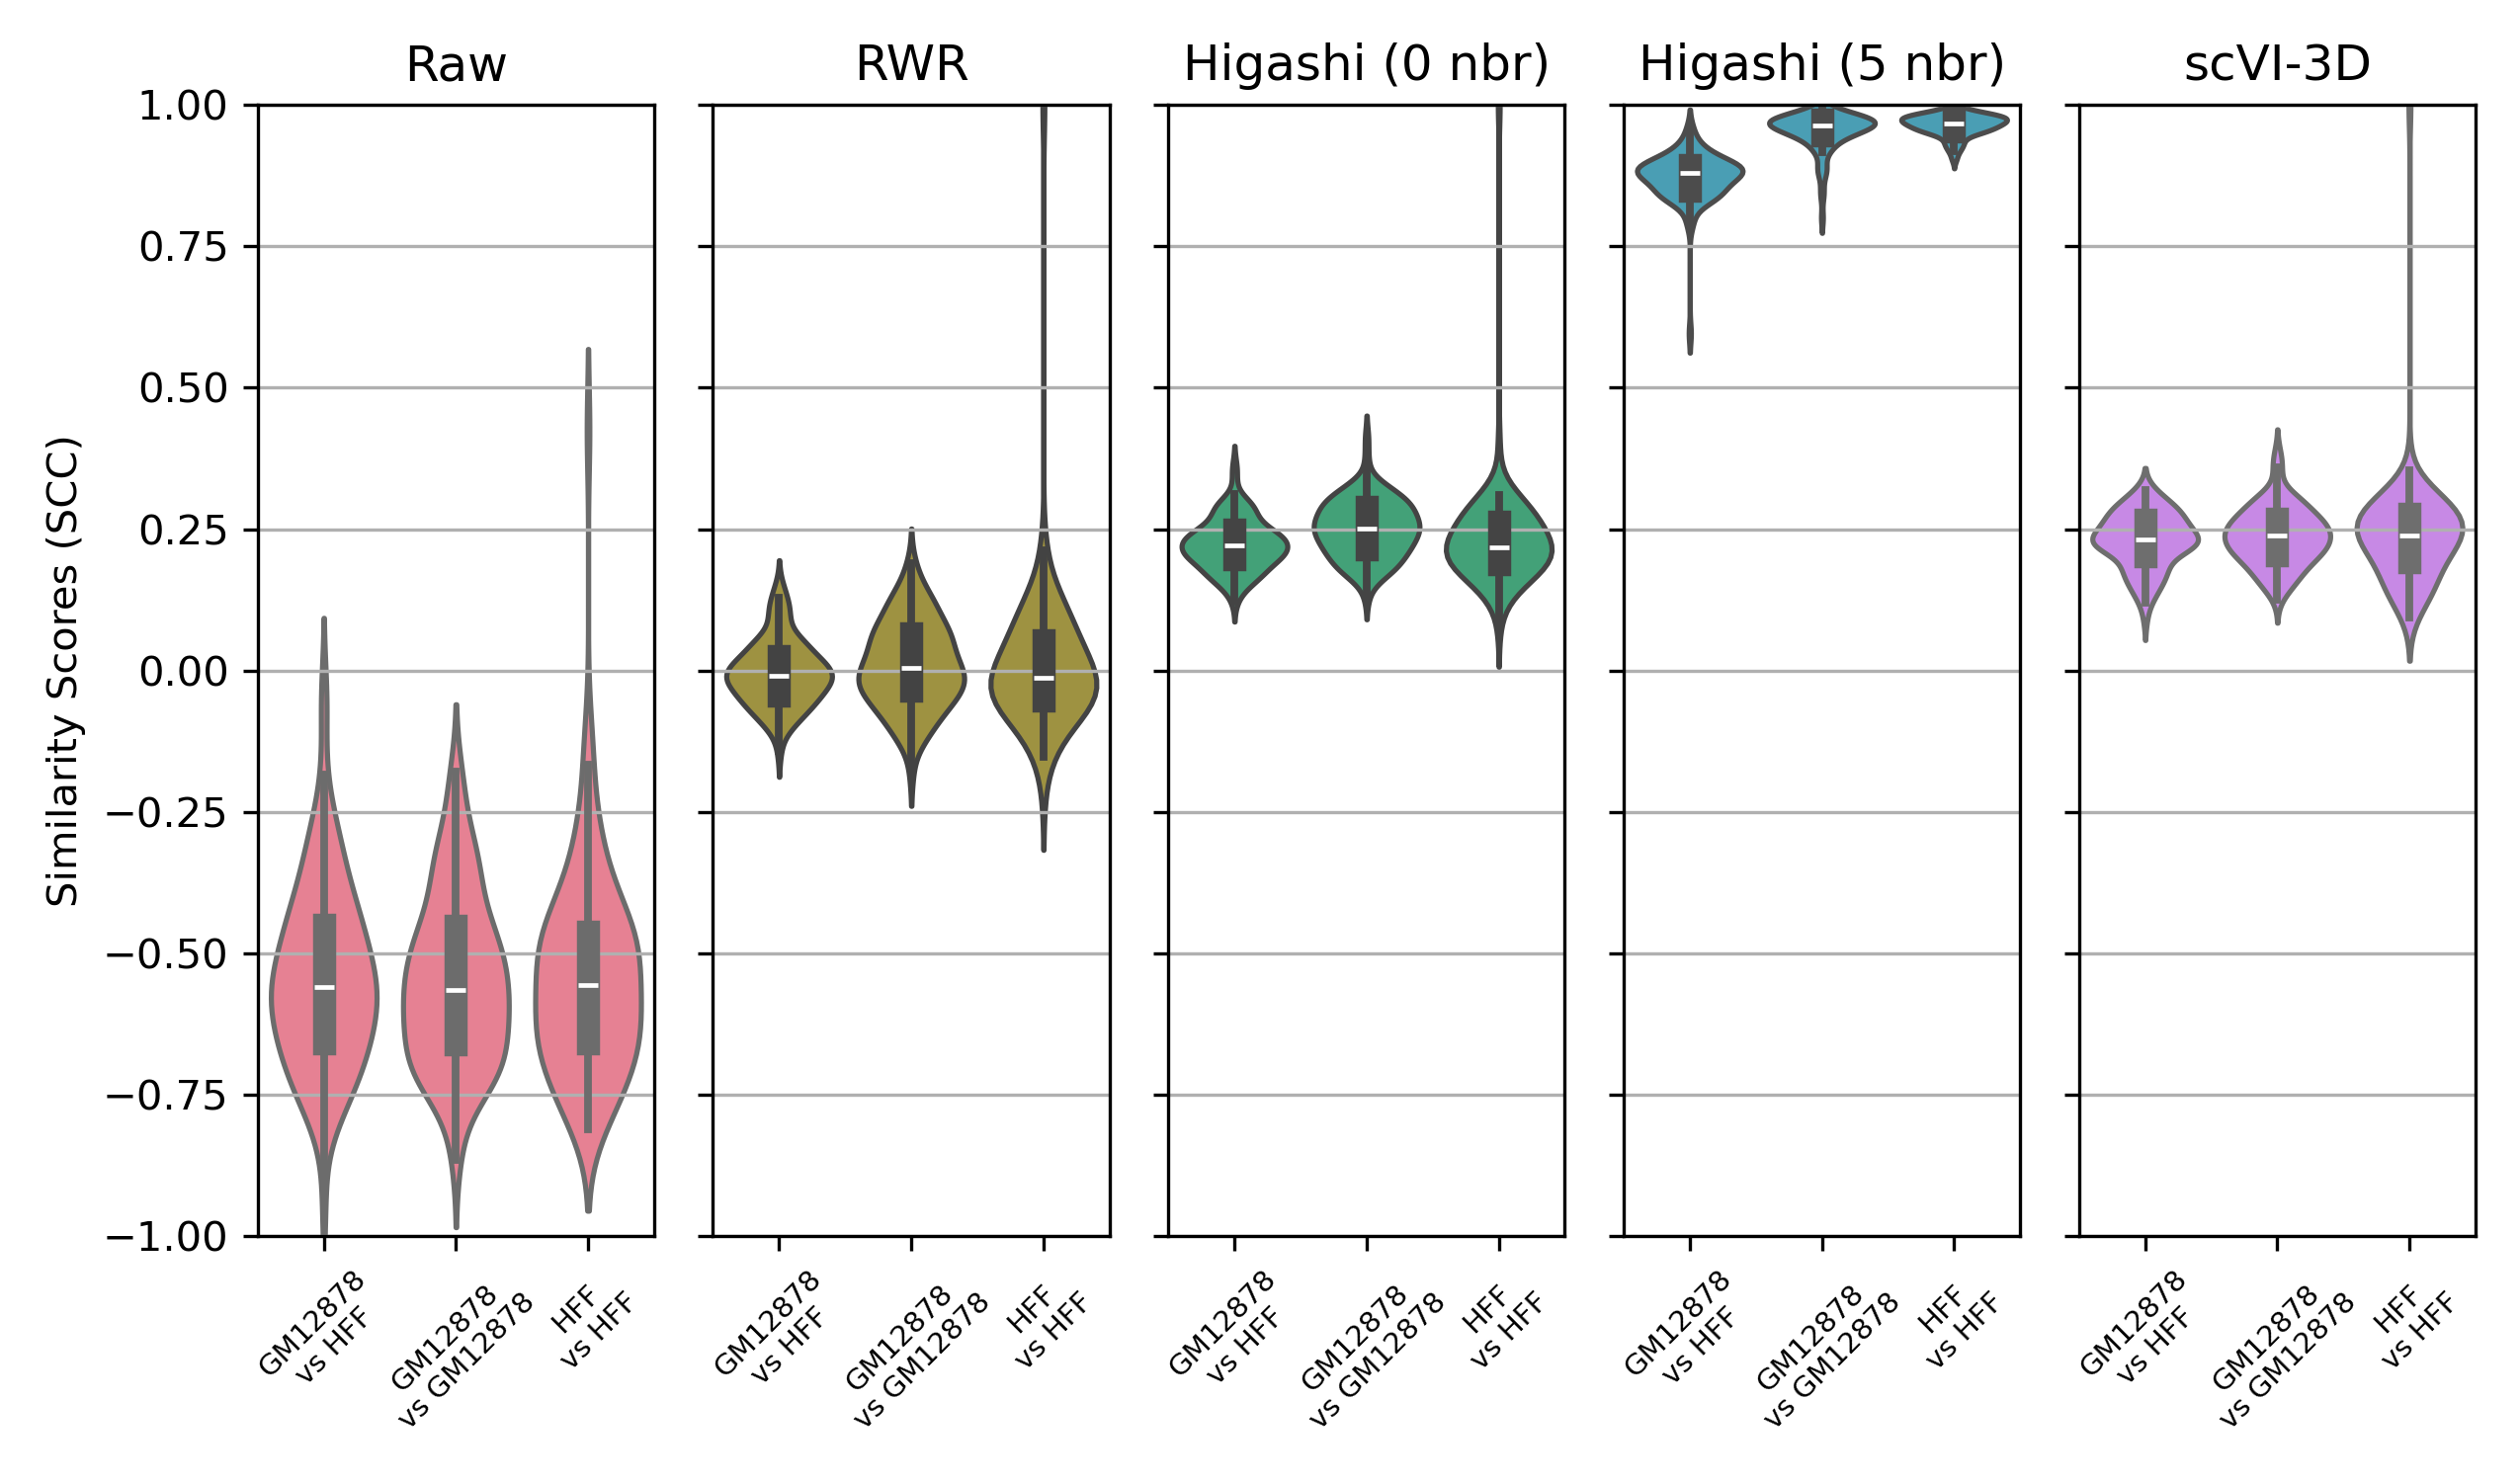 Raw
RWR
Higashi (0 nbr)
Higashi (5 nbr)
scVI-3D
Similarity Scores (SCC)
1.00
0.75
0.50
0.25
0.00
−0.25
−0.50
−0.75
−1.00
GM12878
vs HFF
GM12878
vs GM12878
HFF
vs HFF
GM12878
vs HFF
GM12878
vs GM12878
HFF
vs HFF
GM12878
vs HFF
GM12878
vs GM12878
HFF
vs HFF
GM12878
vs HFF
GM12878
vs GM12878
HFF
vs HFF
GM12878
vs HFF
GM12878
vs GM12878
HFF
vs HFF